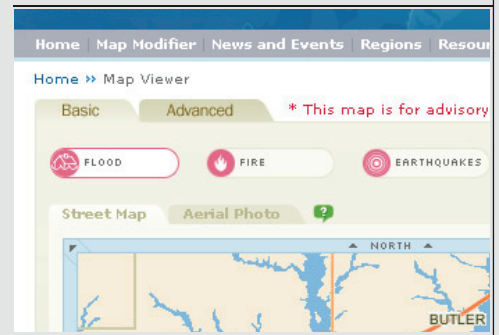 Home | Map Modifier | News and Events | Regions | Resour
Home » Map Viewer
Basic Advanced * This map is for advisory
FLOOD FIRE EARTHQUAKES
Street Map Aerial Photo ?
▲ NORTH ▲
BUTLER